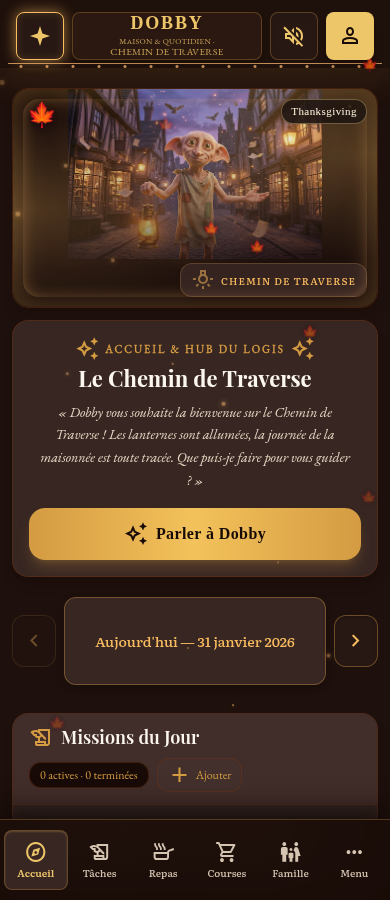 DOBBY
MAISON & QUOTIDIEN ·
CHEMIN DE TRAVERSE
Thanksgiving
CHEMIN DE TRAVERSE
ACCUEIL & HUB DU LOGIS
Le Chemin de Traverse
« Dobby vous souhaite la bienvenue sur le Chemin de
Traverse ! Les lanternes sont allumées, la journée de la
maisonnée est toute tracée. Que puis-je faire pour vous guider
? »
Parler à Dobby
Aujourd'hui — 31 janvier 2026
Missions du Jour
0 actives · 0 terminées
Ajouter
Accueil
Tâches
Repas
Courses
Famille
Menu